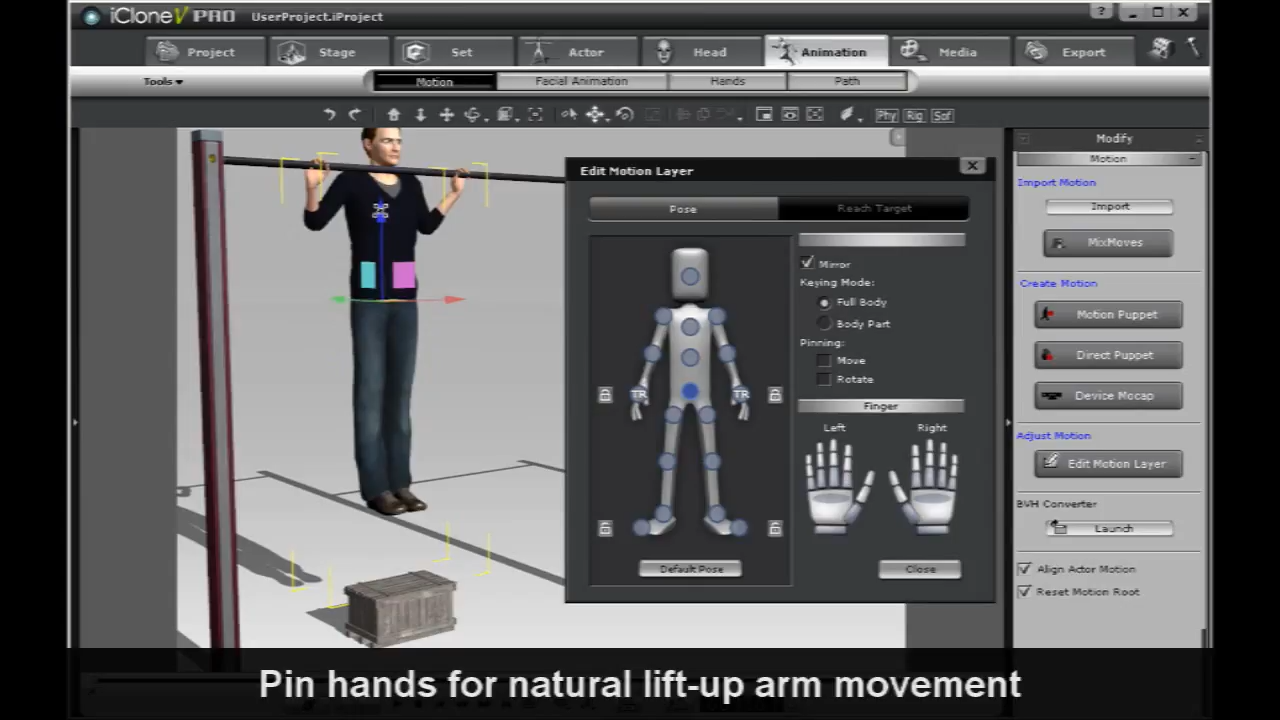 iClone V PRO UserProject.iProject
?
Project Stage Set Actor Head Animation Media Export
Tools Motion Facial Animation Hands Path
Phy Rig Sof
Modify
Motion
Import Motion
Import
MixMoves
Create Motion
Motion Puppet
Direct Puppet
Device Mocap
Adjust Motion
Edit Motion Layer
BVH Converter
Launch
Align Actor Motion
Reset Motion Root
Edit Motion Layer
Pose Reach Target
Mirror
Keying Mode:
Full Body
Body Part
Pinning:
Move
Rotate
TR TR
Finger
Left Right
Default Pose
Close
Pin hands for natural lift-up arm movement